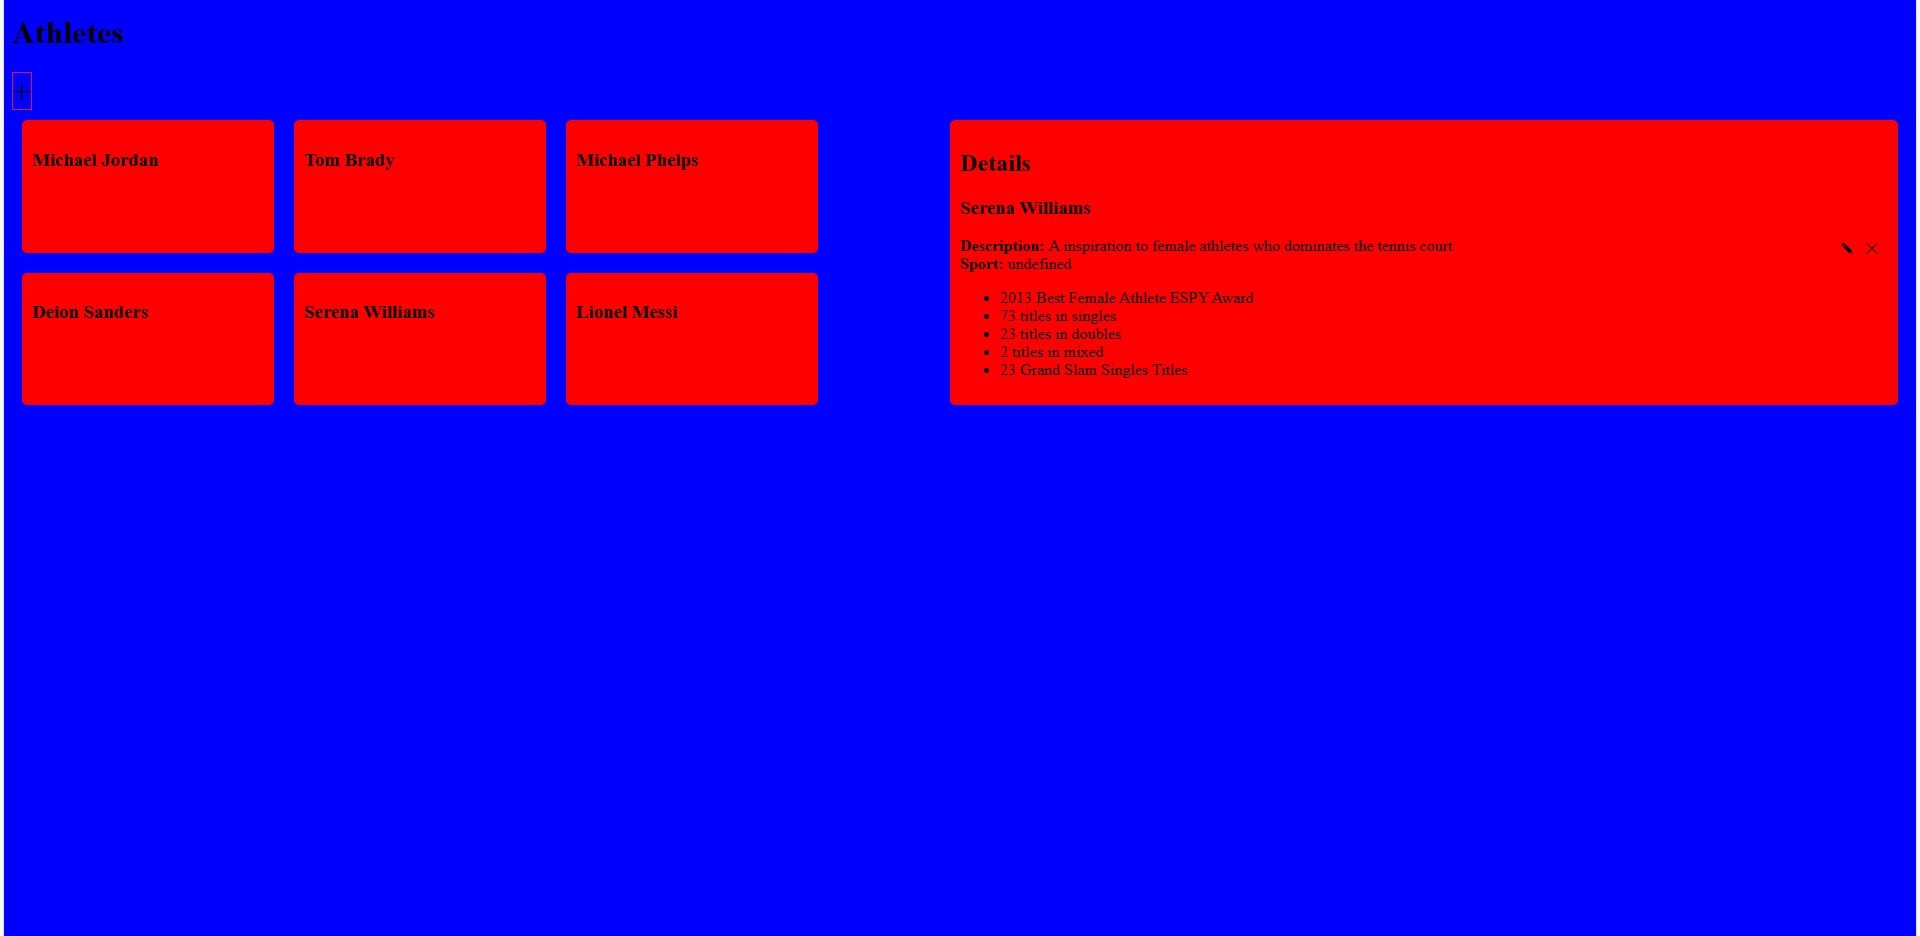 Athletes
+
Michael Jordan
Tom Brady
Michael Phelps
Deion Sanders
Serena Williams
Lionel Messi
Details
Serena Williams
Description: A inspiration to female athletes who dominates the tennis court
Sport: undefined
• 2013 Best Female Athlete ESPY Award
• 73 titles in singles
• 23 titles in doubles
• 2 titles in mixed
• 23 Grand Slam Singles Titles